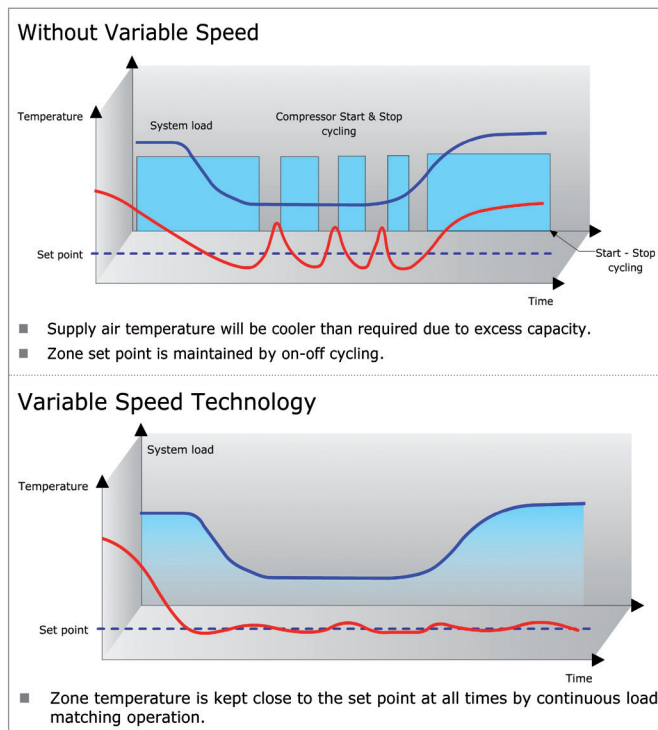 Without Variable Speed
Temperature
System load
Compressor Start & Stop
cycling
Set point
Start - Stop
cycling
Time
Supply air temperature will be cooler than required due to excess capacity.
Zone set point is maintained by on-off cycling.
Variable Speed Technology
System load
Temperature
Set point
Time
Zone temperature is kept close to the set point at all times by continuous load
matching operation.